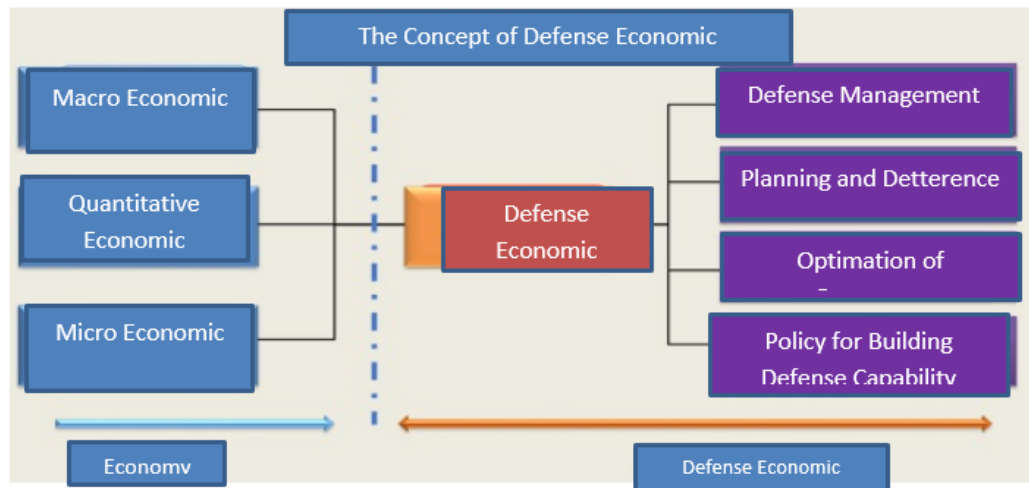 The Concept of Defense Economic
Macro Economic
Quantitative
Economic
Micro Economic
Defense
Economic
Defense Management
Planning and Detterence
Optimation of
Policy for Building
Defense Capability
Economy
Defense Economic